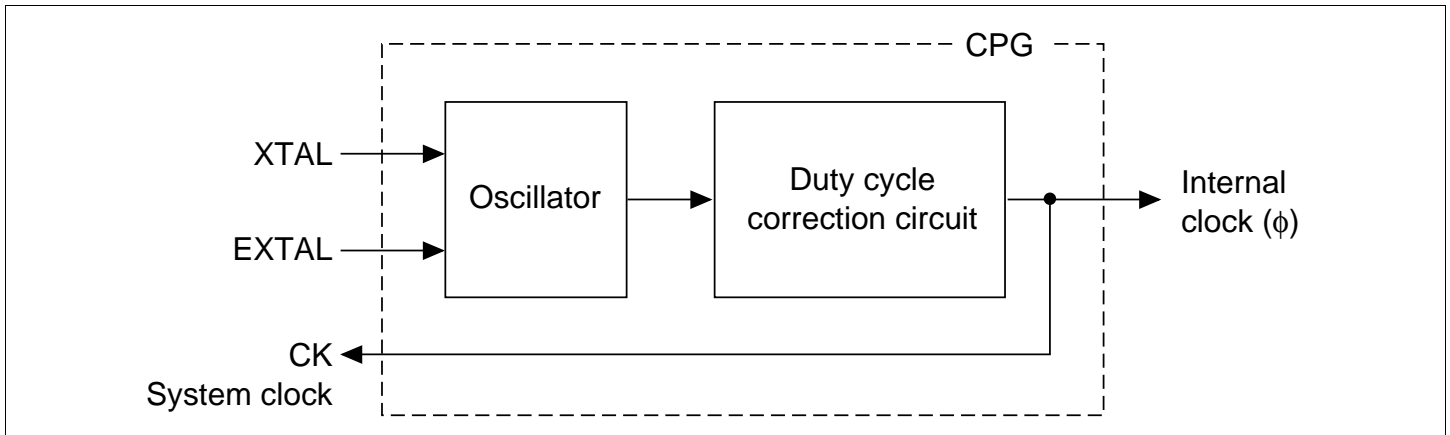 CPG
XTAL
EXTAL
Oscillator
Duty cycle
correction circuit
Internal
clock (ϕ)
CK
System clock